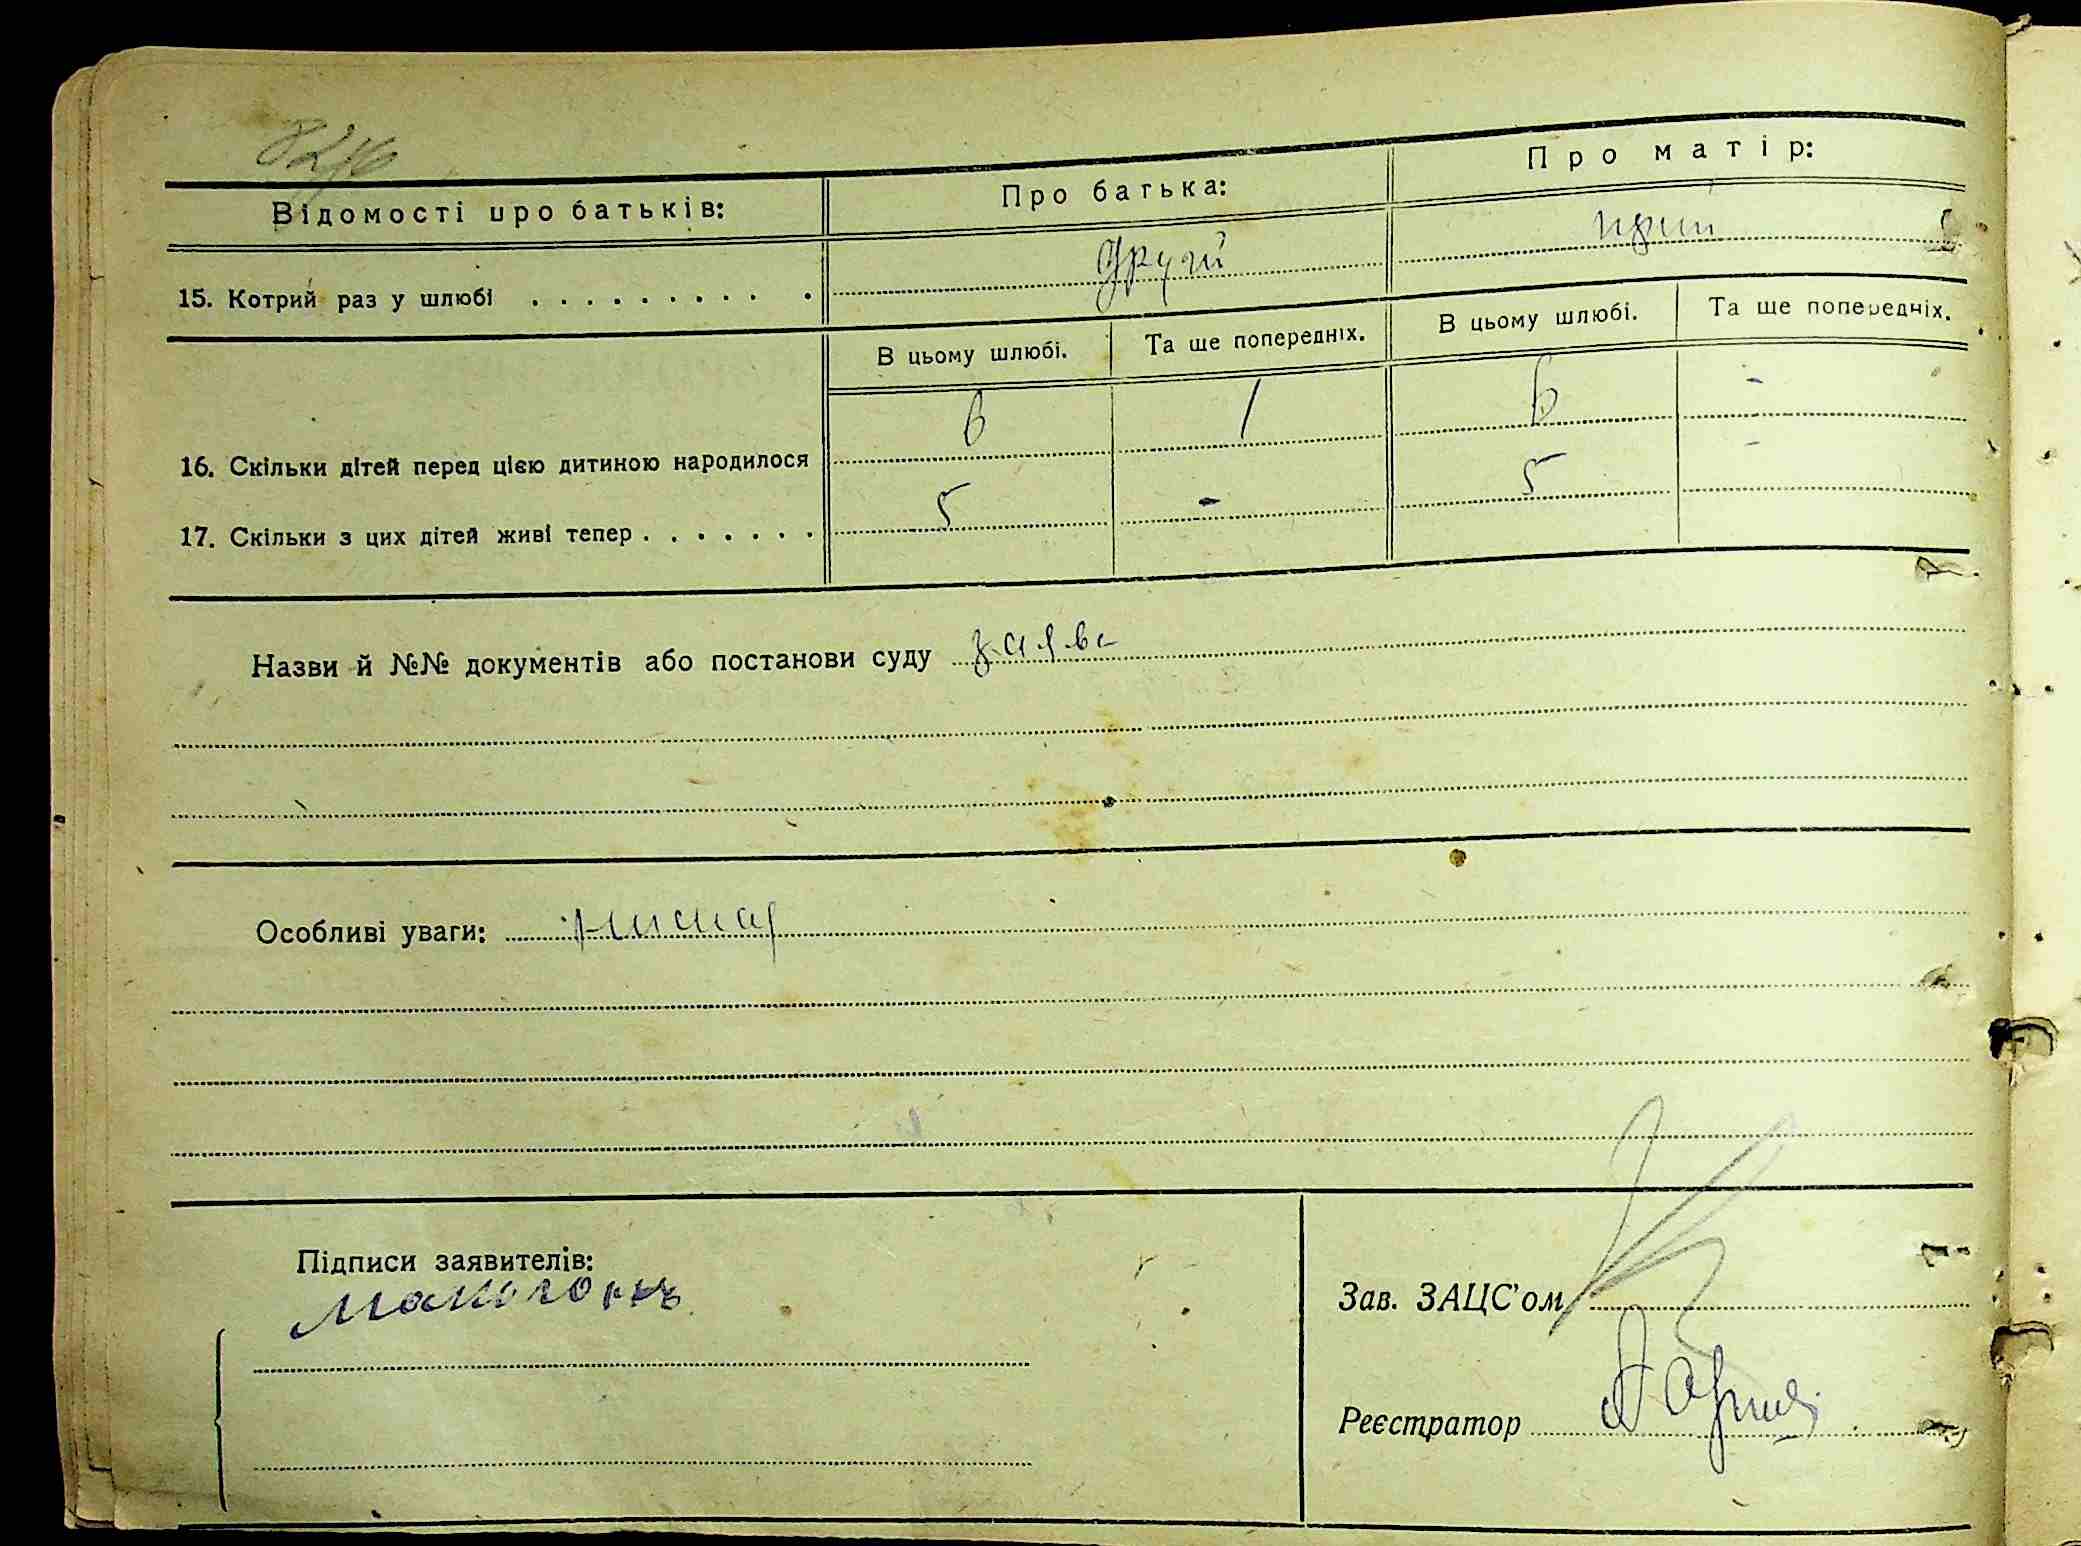 Відомості про батьків: Про батька: Про матір:
15. Котрий раз у шлюбі другий
В цьому шлюбі. Та ще попередніх. В цьому шлюбі. Та ще попередніх.
16. Скільки дітей перед цією дитиною народилося 6 1 6 -
17. Скільки з цих дітей живі тепер 5 - 5 -
Назви й №№ документів або постанови суду заява
Особливі уваги:
Підписи заявителів:
Макогонъ
Зав. ЗАЦС'ом
Реєстратор